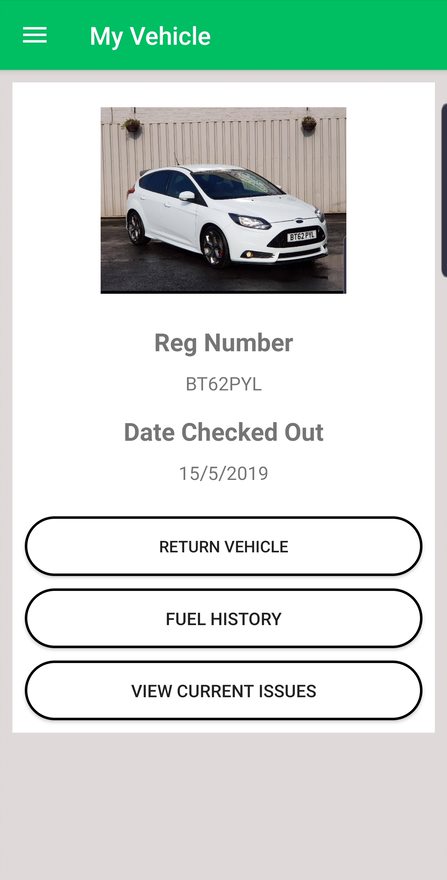 My Vehicle
BT62 PYL
Reg Number
BT62PYL
Date Checked Out
15/5/2019
RETURN VEHICLE
FUEL HISTORY
VIEW CURRENT ISSUES